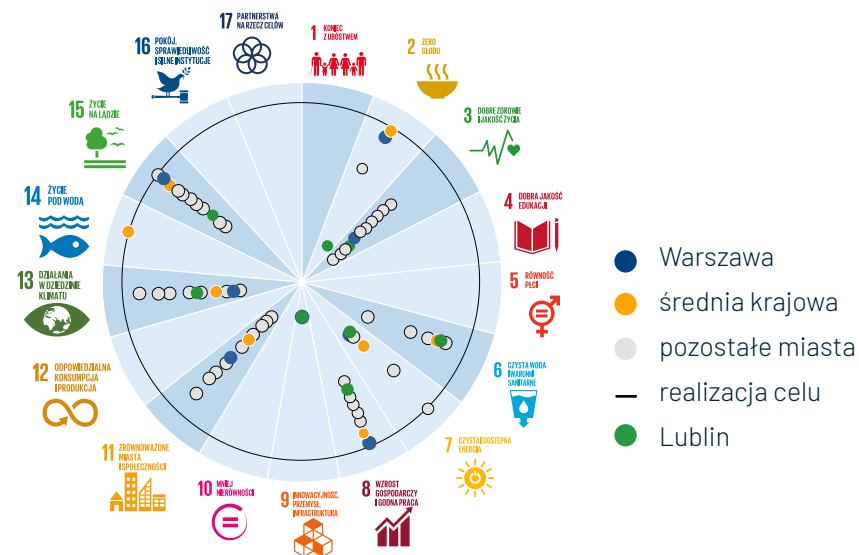 17 PARTNERSTWA
NA RZECZ CELÓW
1 KONIEC
Z UBÓSTWEM
2 ZERO
GŁODU
3 DOBRE ZDROWIE
I JAKOŚĆ ŻYCIA
4 DOBRA JAKOŚĆ
EDUKACJI
5 RÓWNOŚĆ
PŁCI
6 CZYSTA WODA
I WARUNKI
SANITARNE
7 CZYSTA I DOSTĘPNA
ENERGIA
8 WZROST
GOSPODARCZY
I GODNA PRACA
9 INNOWACYJNOŚĆ,
PRZEMYSŁ,
INFRASTRUKTURA
10 MNIEJ
NIERÓWNOŚCI
11 ZRÓWNOWAŻONE
MIASTA
I SPOŁECZNOŚCI
12 ODPOWIEDZIALNA
KONSUMPCJA
I PRODUKCJA
13 DZIAŁANIA
W DZIEDZINIE
KLIMATU
14 ŻYCIE
POD WODĄ
15 ŻYCIE
NA LĄDZIE
16 POKÓJ,
SPRAWIEDLIWOŚĆ
I SILNE INSTYTUCJE
Warszawa
średnia krajowa
pozostałe miasta
realizacja celu
Lublin